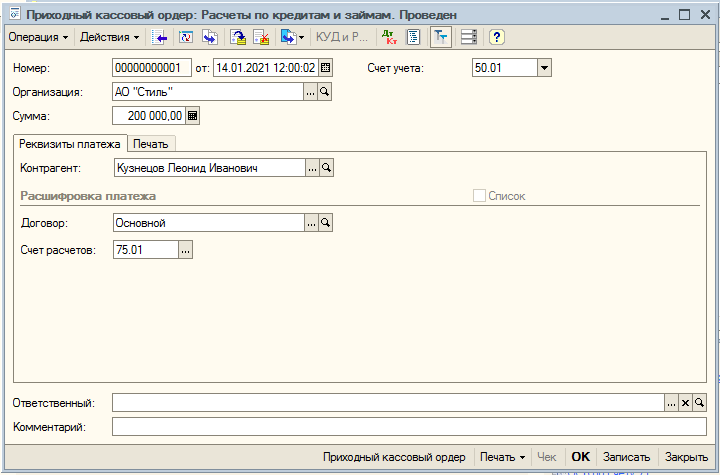 Приходный кассовый ордер: Расчеты по кредитам и займам. Проведен
Операция Действия КУД и Р... Дт Кт
Номер: 00000000001 от: 14.01.2021 12:00:02 Счет учета: 50.01
Организация: АО "Стиль" ...
Сумма: 200 000,00
Реквизиты платежа Печать
Контрагент: Кузнецов Леонид Иванович ...
Расшифровка платежа Список
Договор: Основной ...
Счет расчетов: 75.01 ...
Ответственный: ... x
Комментарий:
Приходный кассовый ордер Печать Чек OK Записать Закрыть